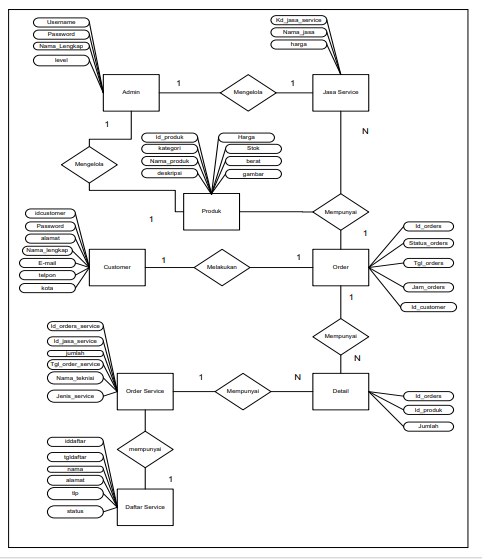 Username
Password
Nama_Lengkap
level
Kd_jasa_service
Nama_jasa
harga
Admin
1
Mengelola
1
Jasa Service
1
N
Mengelola
Id_produk
kategori
Nama_produk
deskripsi
Harga
Stok
berat
gambar
1
Produk
Mempunyai
1
idcustomer
Password
alamat
Nama_lengkap
E-mail
telpon
kota
Customer
1
Melakukan
1
Order
Id_orders
Status_orders
Tgl_orders
Jam_orders
Id_customer
1
Mempunyai
N
Id_orders_service
Id_jasa_service
jumlah
Tgl_order_service
Nama_teknisi
Jenis_service
Order Service
1
Mempunyai
N
Detail
Id_orders
Id_produk
Jumlah
mempunyai
1
iddaftar
tgldaftar
nama
alamat
tlp
status
Daftar Service